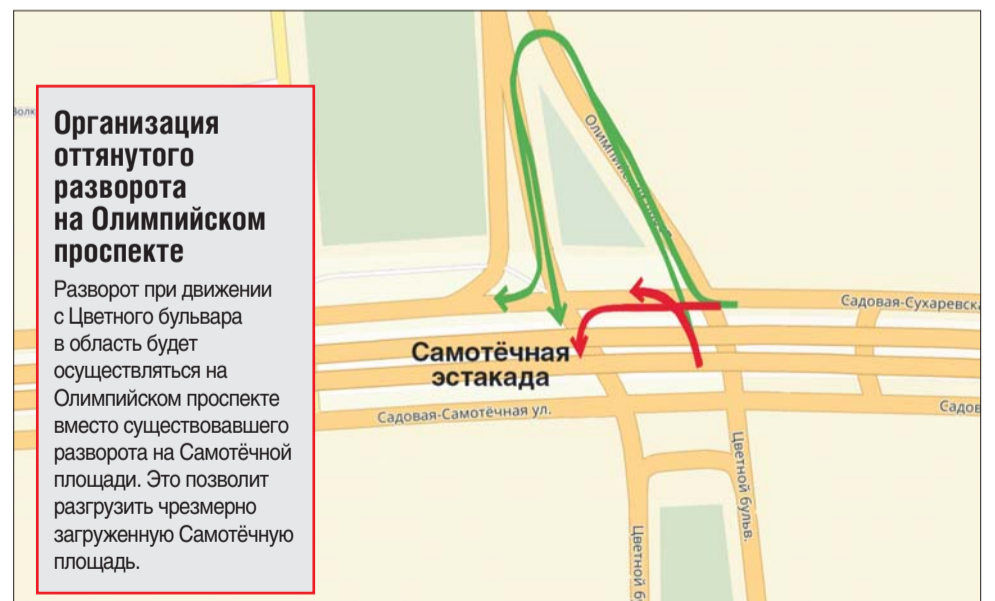 Организация
оттянутого
разворота
на Олимпийском
проспекте
Разворот при движении
с Цветного бульвара
в область будет
осуществляться на
Олимпийском проспекте
вместо существовавшего
разворота на Самотёчной
площади. Это позволит
разгрузить чрезмерно
загруженную Самотёчную
площадь.
Садовая-Сухаревска
Самотёчная
эстакада
Садовая-Самотёчная ул.
Садов
Цветной бульв.
Цветной б